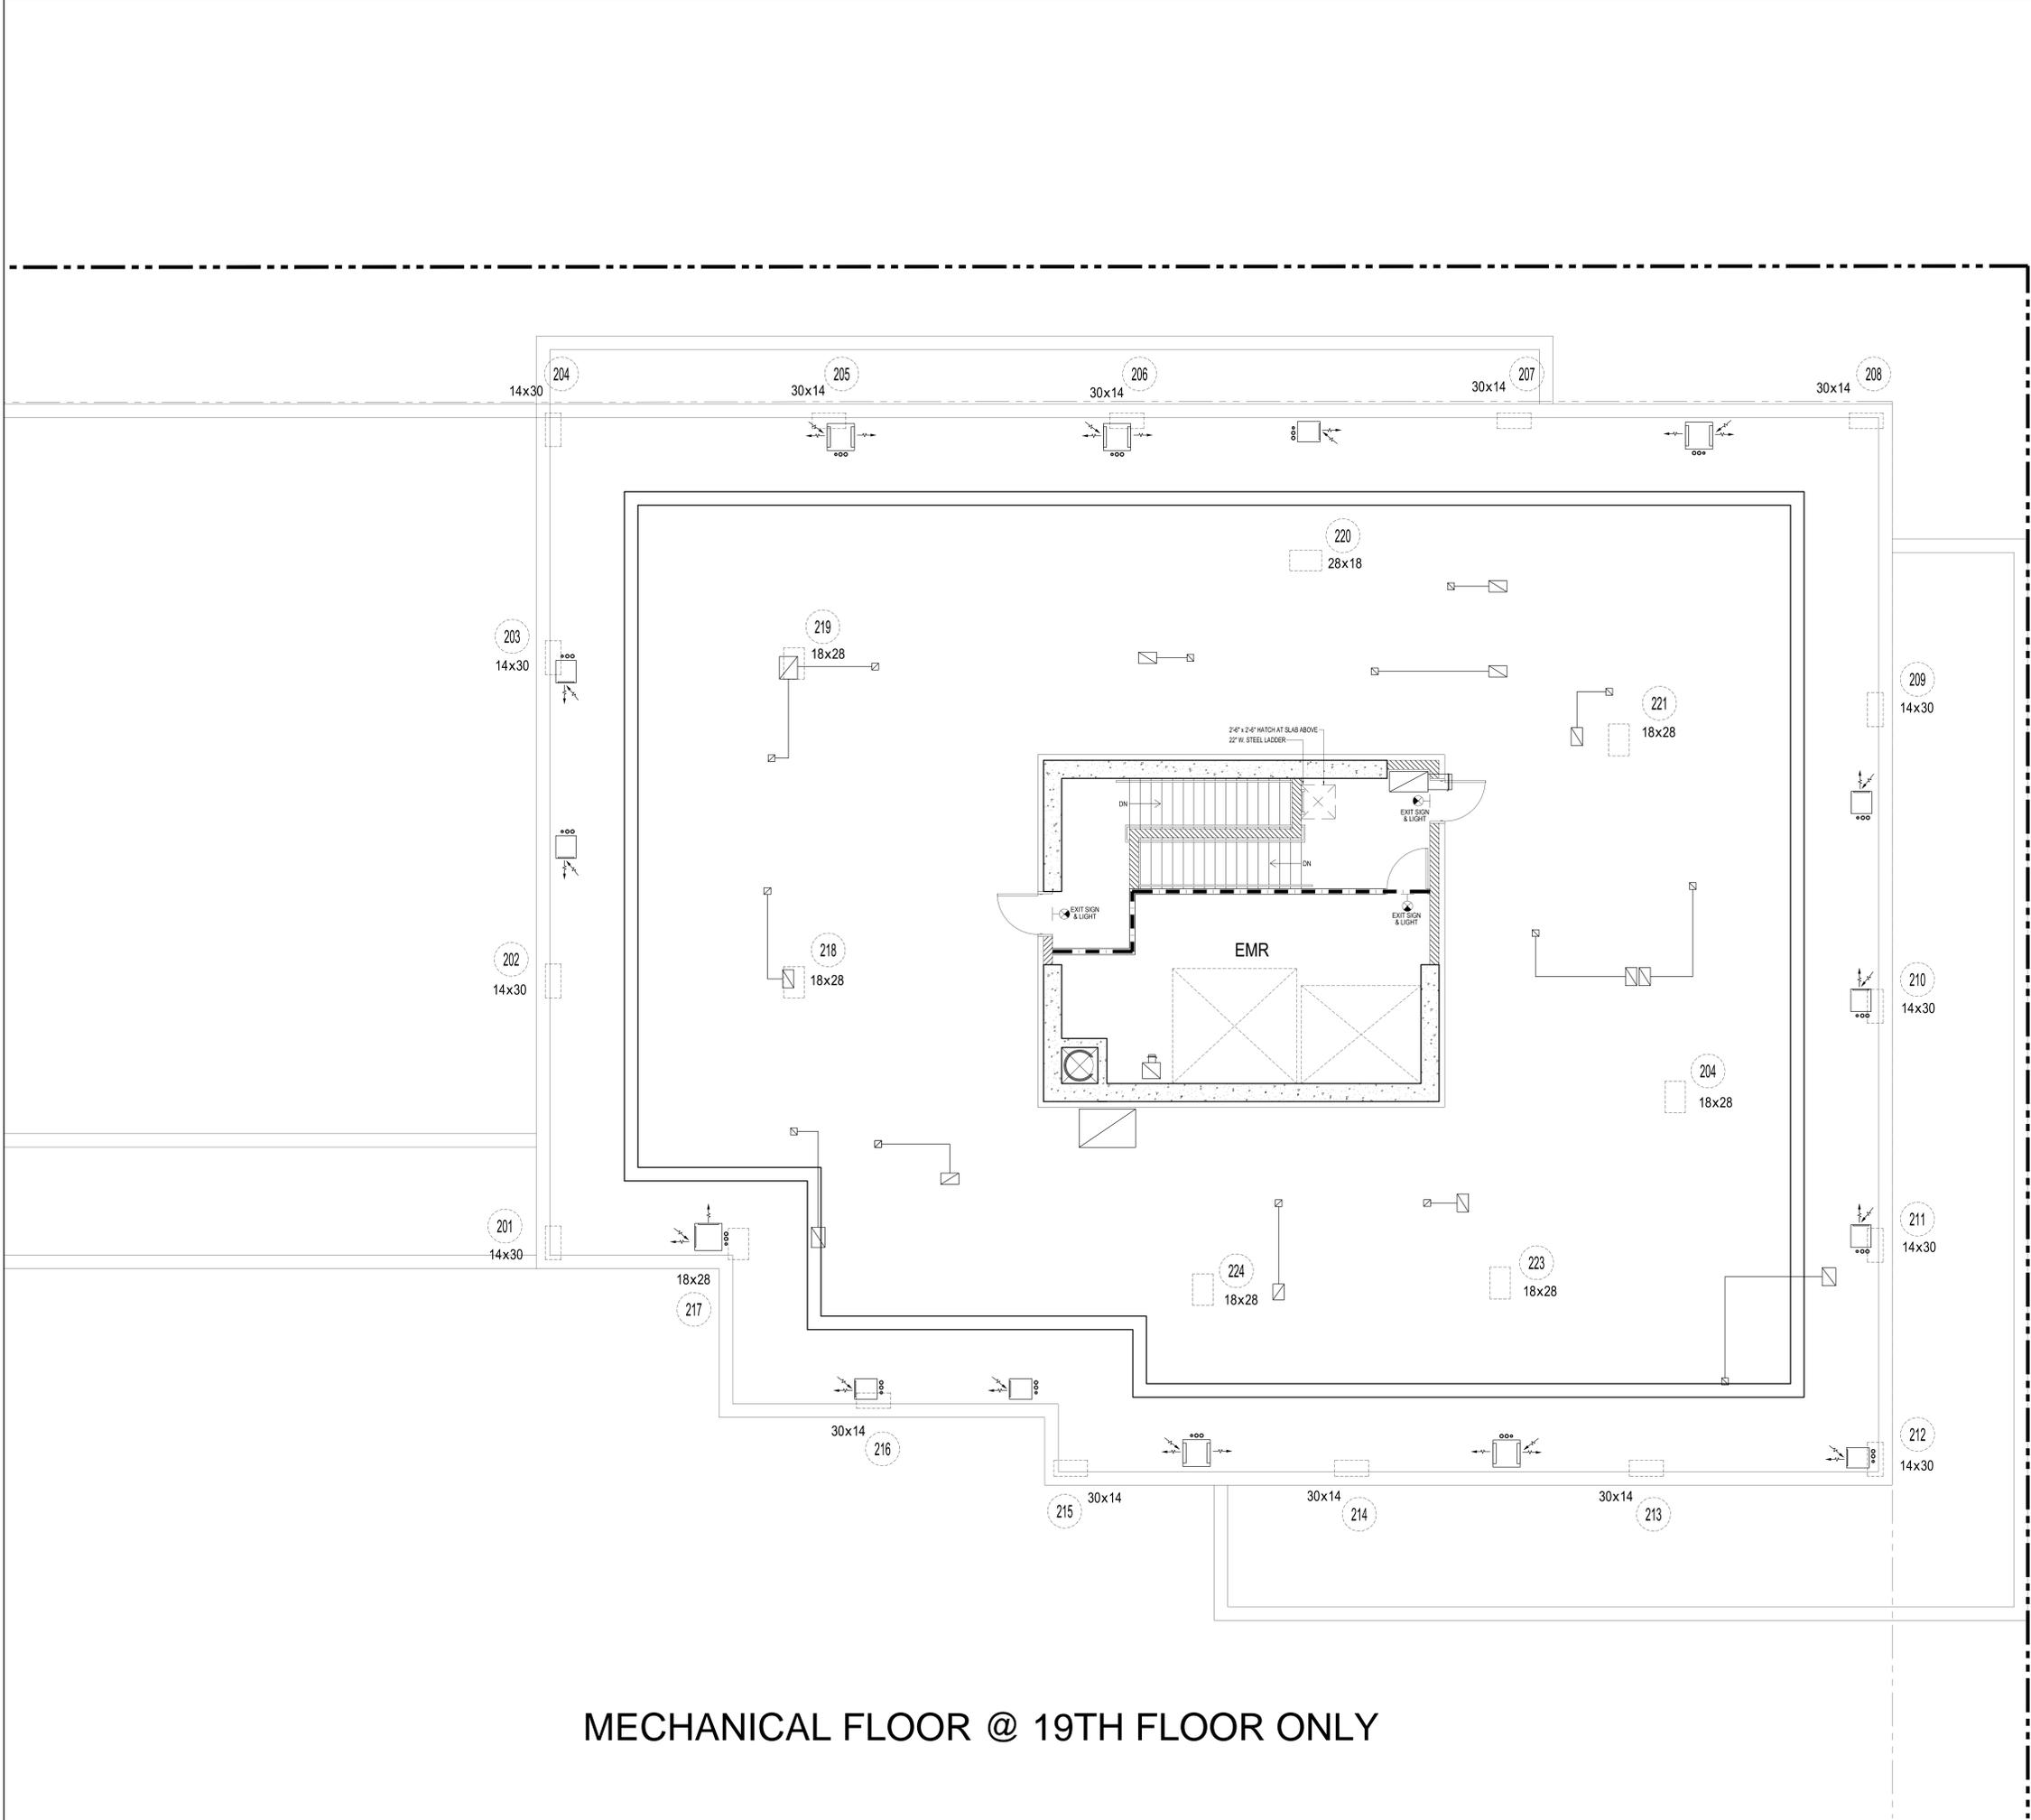 204
205
206
207
208
14x30
30x14
30x14
30x14
30x14
220
28x18
203
14x30
219
18x28
209
14x30
221
18x28
2'-6" x 2'-6" HATCH AT SLAB ABOVE
22" W. STEEL LADDER
DN
EXIT SIGN
& LIGHT
DN
EXIT SIGN
& LIGHT
EXIT SIGN
& LIGHT
202
14x30
218
18x28
EMR
210
14x30
204
18x28
201
14x30
211
14x30
18x28
217
224
18x28
223
18x28
30x14
216
212
14x30
215
30x14
30x14
214
30x14
213
MECHANICAL FLOOR @ 19TH FLOOR ONLY